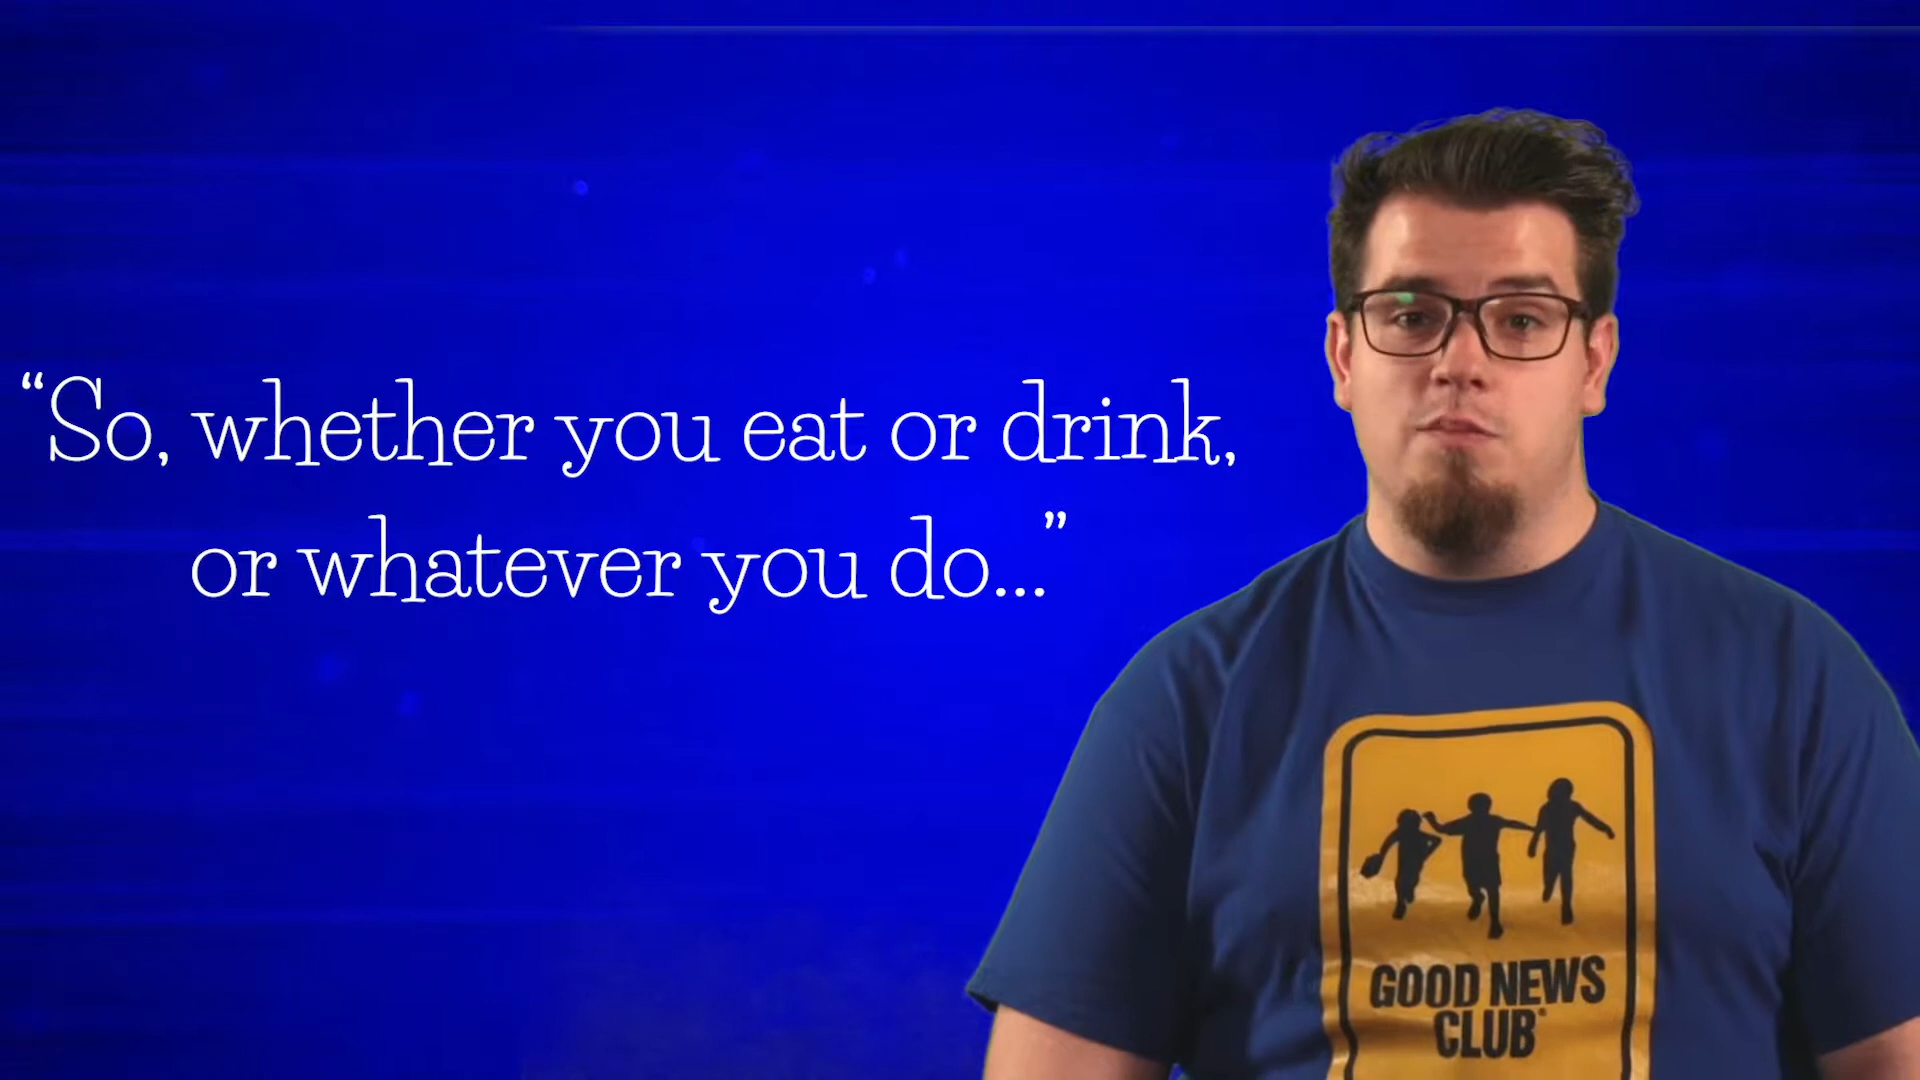 “So, whether you eat or drink,
or whatever you do...”
GOOD NEWS
CLUB®